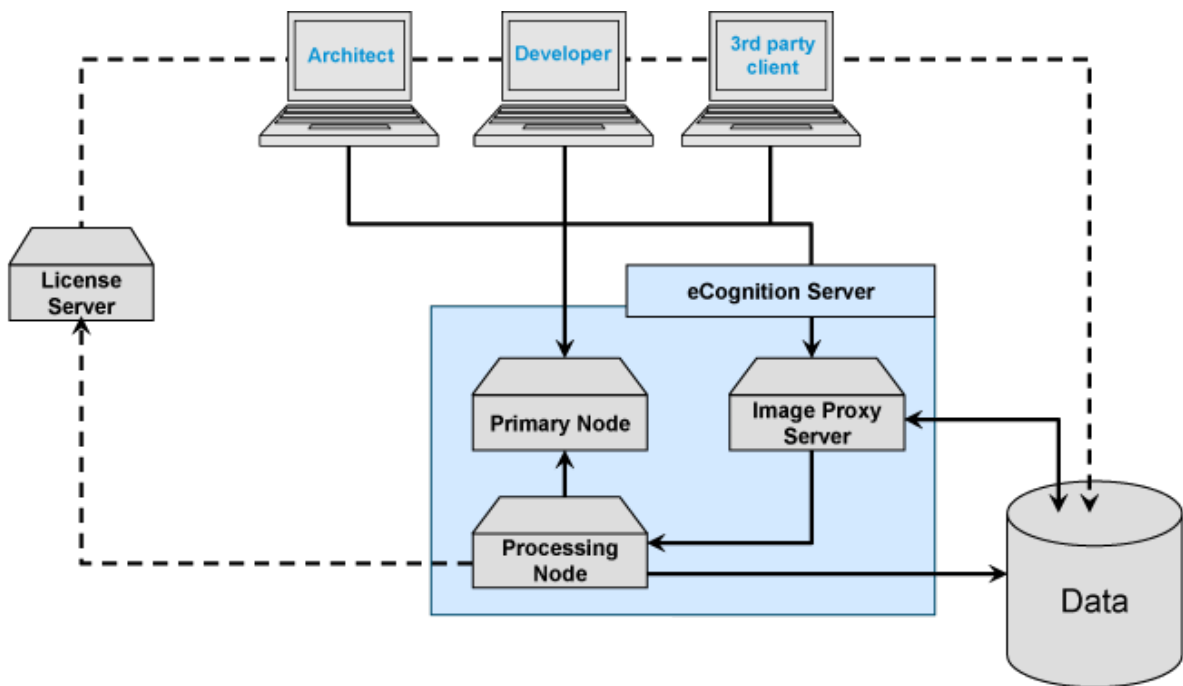 Architect
Developer
3rd party
client
License
Server
eCognition Server
Primary Node
Image Proxy
Server
Processing
Node
Data